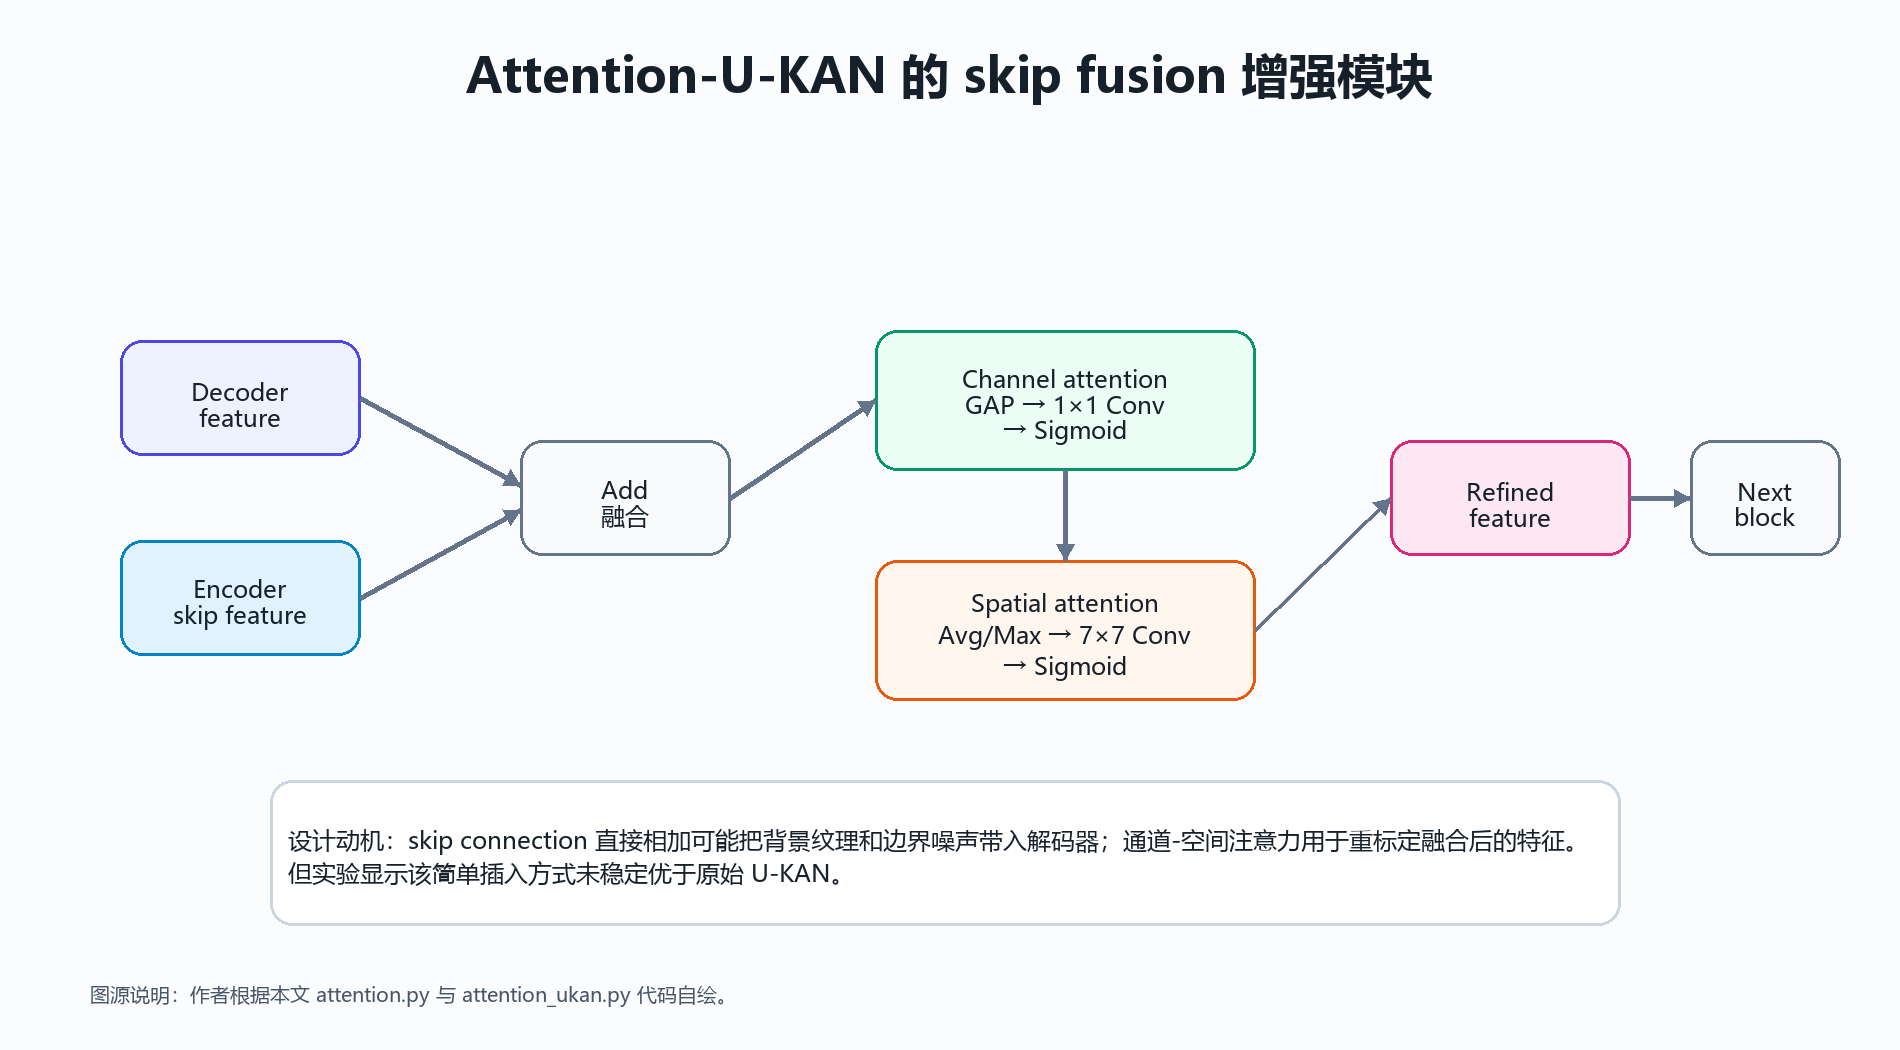 Attention-U-KAN 的 skip fusion 增强模块
Decoder
feature
Encoder
skip feature
Add
融合
Channel attention
GAP → 1×1 Conv
→ Sigmoid
Spatial attention
Avg/Max → 7×7 Conv
→ Sigmoid
Refined
feature
Next
block
设计动机：skip connection 直接相加可能把背景纹理和边界噪声带入解码器；通道-空间注意力用于重标定融合后的特征。
但实验显示该简单插入方式未稳定优于原始 U-KAN。
图源说明：作者根据本文 attention.py 与 attention_ukan.py 代码自绘。